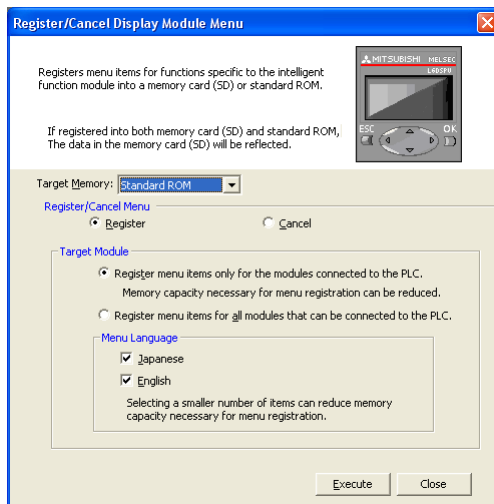 Register/Cancel Display Module Menu
MITSUBISHI MELSEC
L6DSPU
Registers menu items for functions specific to the intelligent
function module into a memory card (SD) or standard ROM.
If registered into both memory card (SD) and standard ROM,
The data in the memory card (SD) will be reflected.
ESC
OK
Target Memory: Standard ROM
Register/Cancel Menu
Register
Cancel
Target Module
Register menu items only for the modules connected to the PLC.
Memory capacity necessary for menu registration can be reduced.
Register menu items for all modules that can be connected to the PLC.
Menu Language
Japanese
English
Selecting a smaller number of items can reduce memory
capacity necessary for menu registration.
Execute
Close